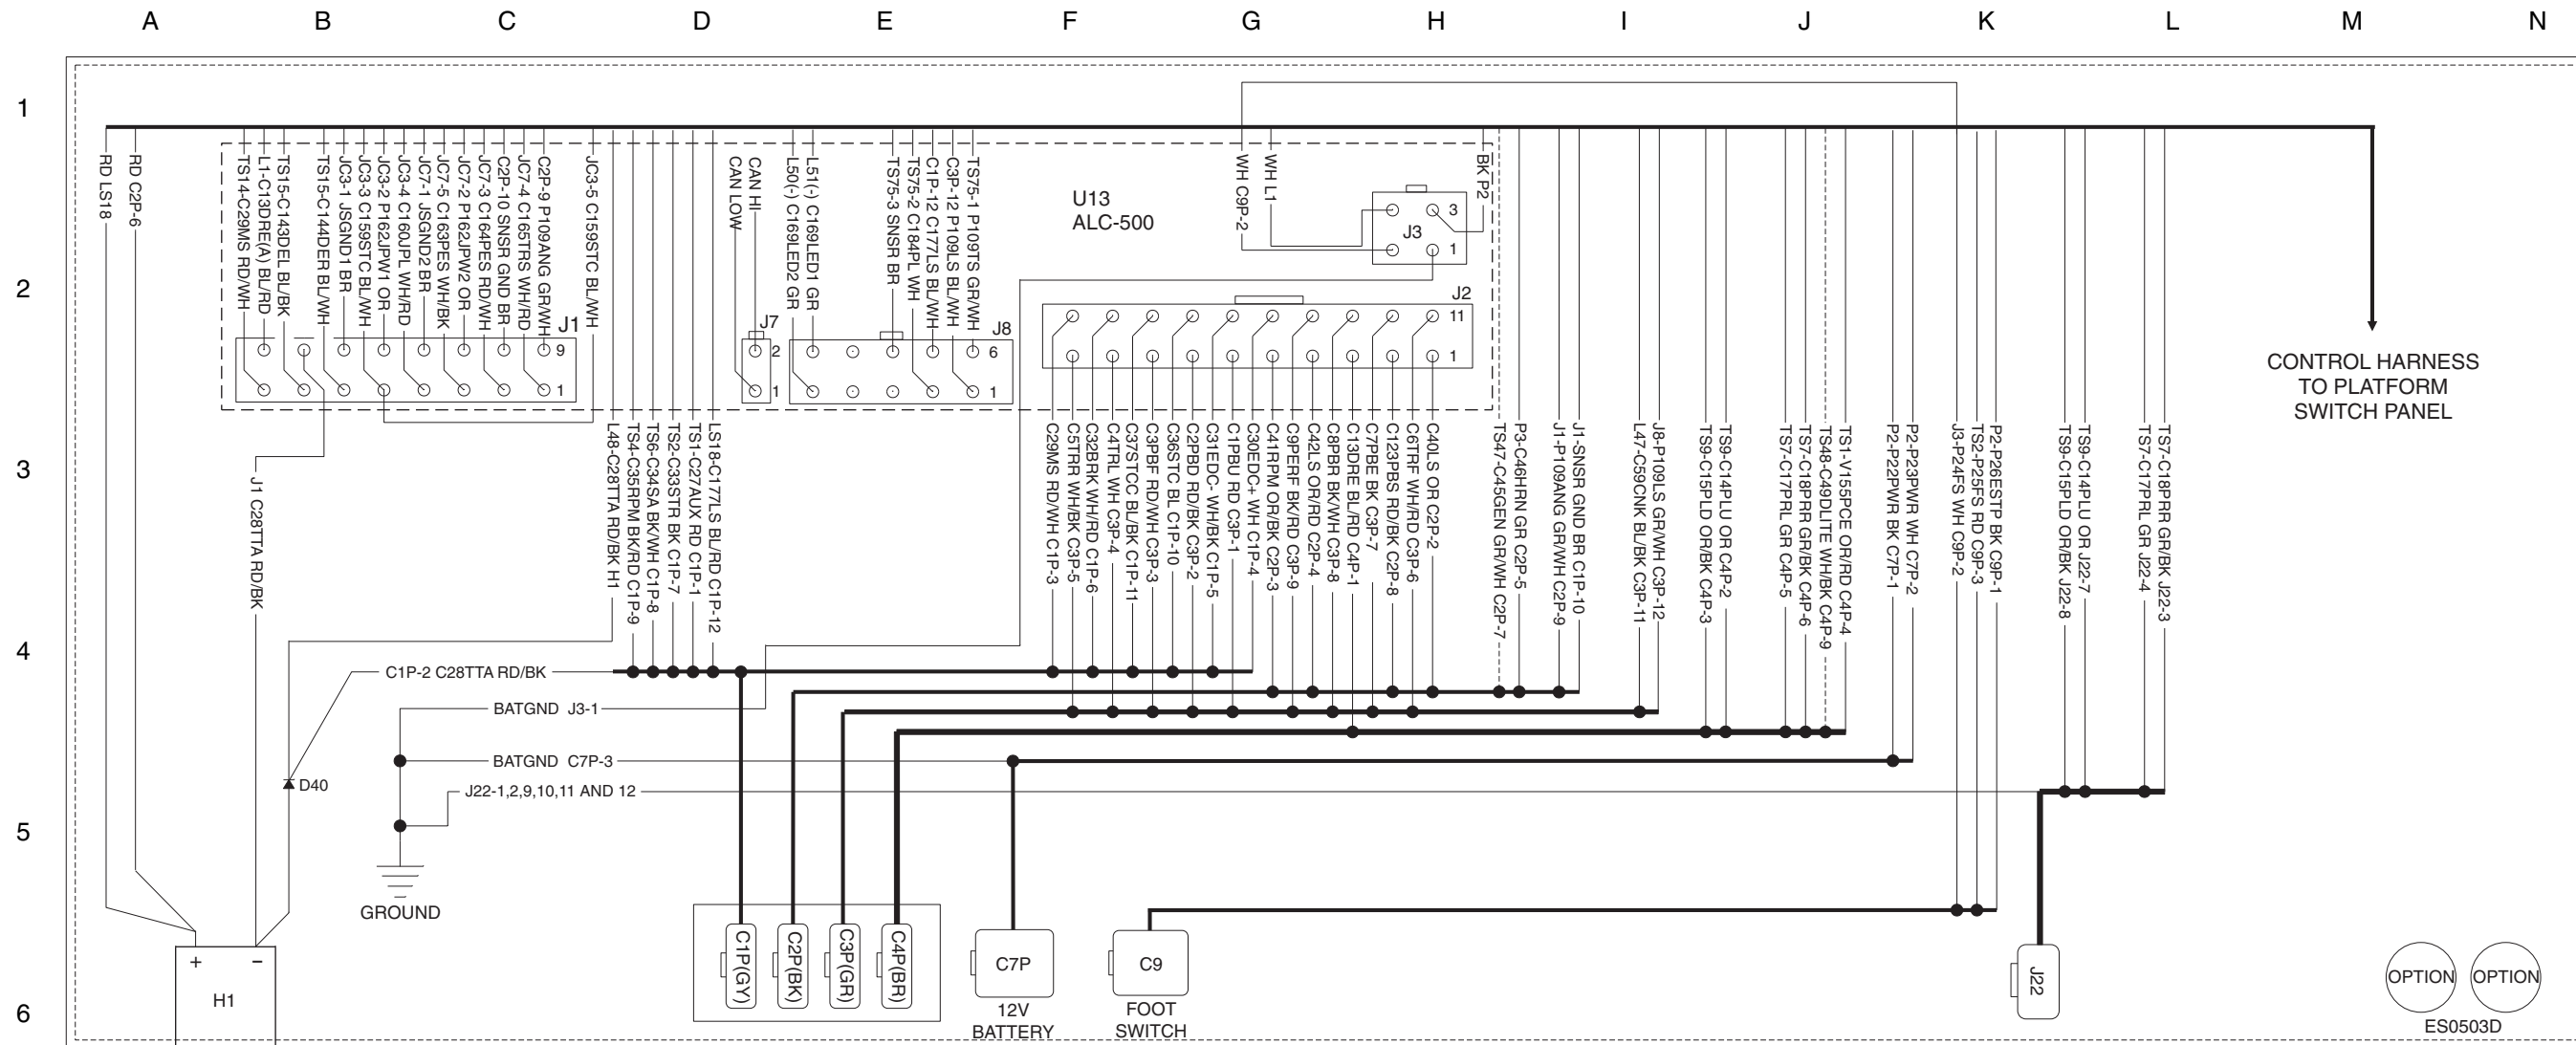 A B C D E F G H I J K L M N
1
2
3
4
5
6
RD LS18
RD C2P-6
TS14-C29MS RD/WH
L1-C13DRE(A) BL/RD
TS15-C143DEL BL/BK
TS15-C144DER BL/WH
JC3-1 JSGND1 BR
JC3-3 C159STC BL/WH
JC3-2 P162JPW1 OR
JC3-4 C160JPL WH/RD
JC7-1 JSGND2 BR
JC7-5 C163PES WH/BK
JC7-2 P162JPW2 OR
JC7-3 C164PES RD/WH
C2P-10 SNSR GND BR
JC7-4 C165TRS WH/RD
C2P-9 P109ANG GR/WH
JC3-5 C159STC BL/WH
J1
9
1
CAN LOW
CAN HI
J7
2
1
L50(-) C169LED2 GR
L51(-) C169LED1 GR
TS75-3 SNSR BR
TS75-2 C184PL WH
C1P-12 C177LS BL/WH
C3P-12 P109LS BL/WH
TS75-1 P109TS GR/WH
J8
6
1
U13
ALC-500
WH C9P-2
WH L1
BK P2
3
J3
1
J2
11
1
CONTROL HARNESS
TO PLATFORM
SWITCH PANEL
J1 C28TTA RD/BK
L48-C28TTA RD/BK H1
TS4-C35RPM BK/RD C1P-9
TS6-C34SA BK/WH C1P-8
TS2-C33STR BK C1P-7
TS1-C27AUX RD C1P-1
LS18-C177LS BL/RD C1P-12
C29MS RD/WH C1P-3
C5TRR WH/BK C3P-5
C32BRK WH/RD C1P-6
C4TRL WH C3P-4
C37STCC BL/BK C1P-11
C3PBF RD/WH C3P-3
C36STC BL C1P-10
C2PBD RD/BK C3P-2
C31EDC- WH/BK C1P-5
C1PBU RD C3P-1
C30EDC+ WH C1P-4
C41RPM OR/BK C2P-3
C9PERF BK/RD C3P-9
C42LS OR/RD C2P-4
C8PBR BK/WH C3P-8
C13DRE BL/RD C4P-1
C7PBE BK C3P-7
C123PBS RD/BK C2P-8
C6TRF WH/RD C3P-6
C40LS OR C2P-2
TS47-C45GEN GR/WH C2P-7
P3-C46HRN GR C2P-5
J1-P109ANG GR/WH C2P-9
J1-SNSR GND BR C1P-10
L47-C59CNK BL/BK C3P-11
J8-P109LS GR/WH C3P-12
TS9-C15PLD OR/BK C4P-3
TS9-C14PLU OR C4P-2
TS7-C17PRL GR C4P-5
TS7-C18PRR GR/BK C4P-6
TS48-C49DLITE WH/BK C4P-9
TS1-V155PCE OR/RD C4P-4
P2-P22PWR BK C7P-1
P2-P23PWR WH C7P-2
J3-P24FS WH C9P-2
TS2-P25FS RD C9P-3
P2-P26ESTP BK C9P-1
TS9-C15PLD OR/BK J22-8
TS9-C14PLU OR J22-7
TS7-C17PRL GR J22-4
TS7-C18PRR GR/BK J22-3
C1P-2 C28TTA RD/BK
BATGND J3-1
BATGND C7P-3
D40
J22-1,2,9,10,11 AND 12
GROUND
+ −
H1
C1P(GY)
C2P(BK)
C3P(GR)
C4P(BR)
C7P
12V
BATTERY
C9
FOOT
SWITCH
J22
OPTION OPTION
ES0503D